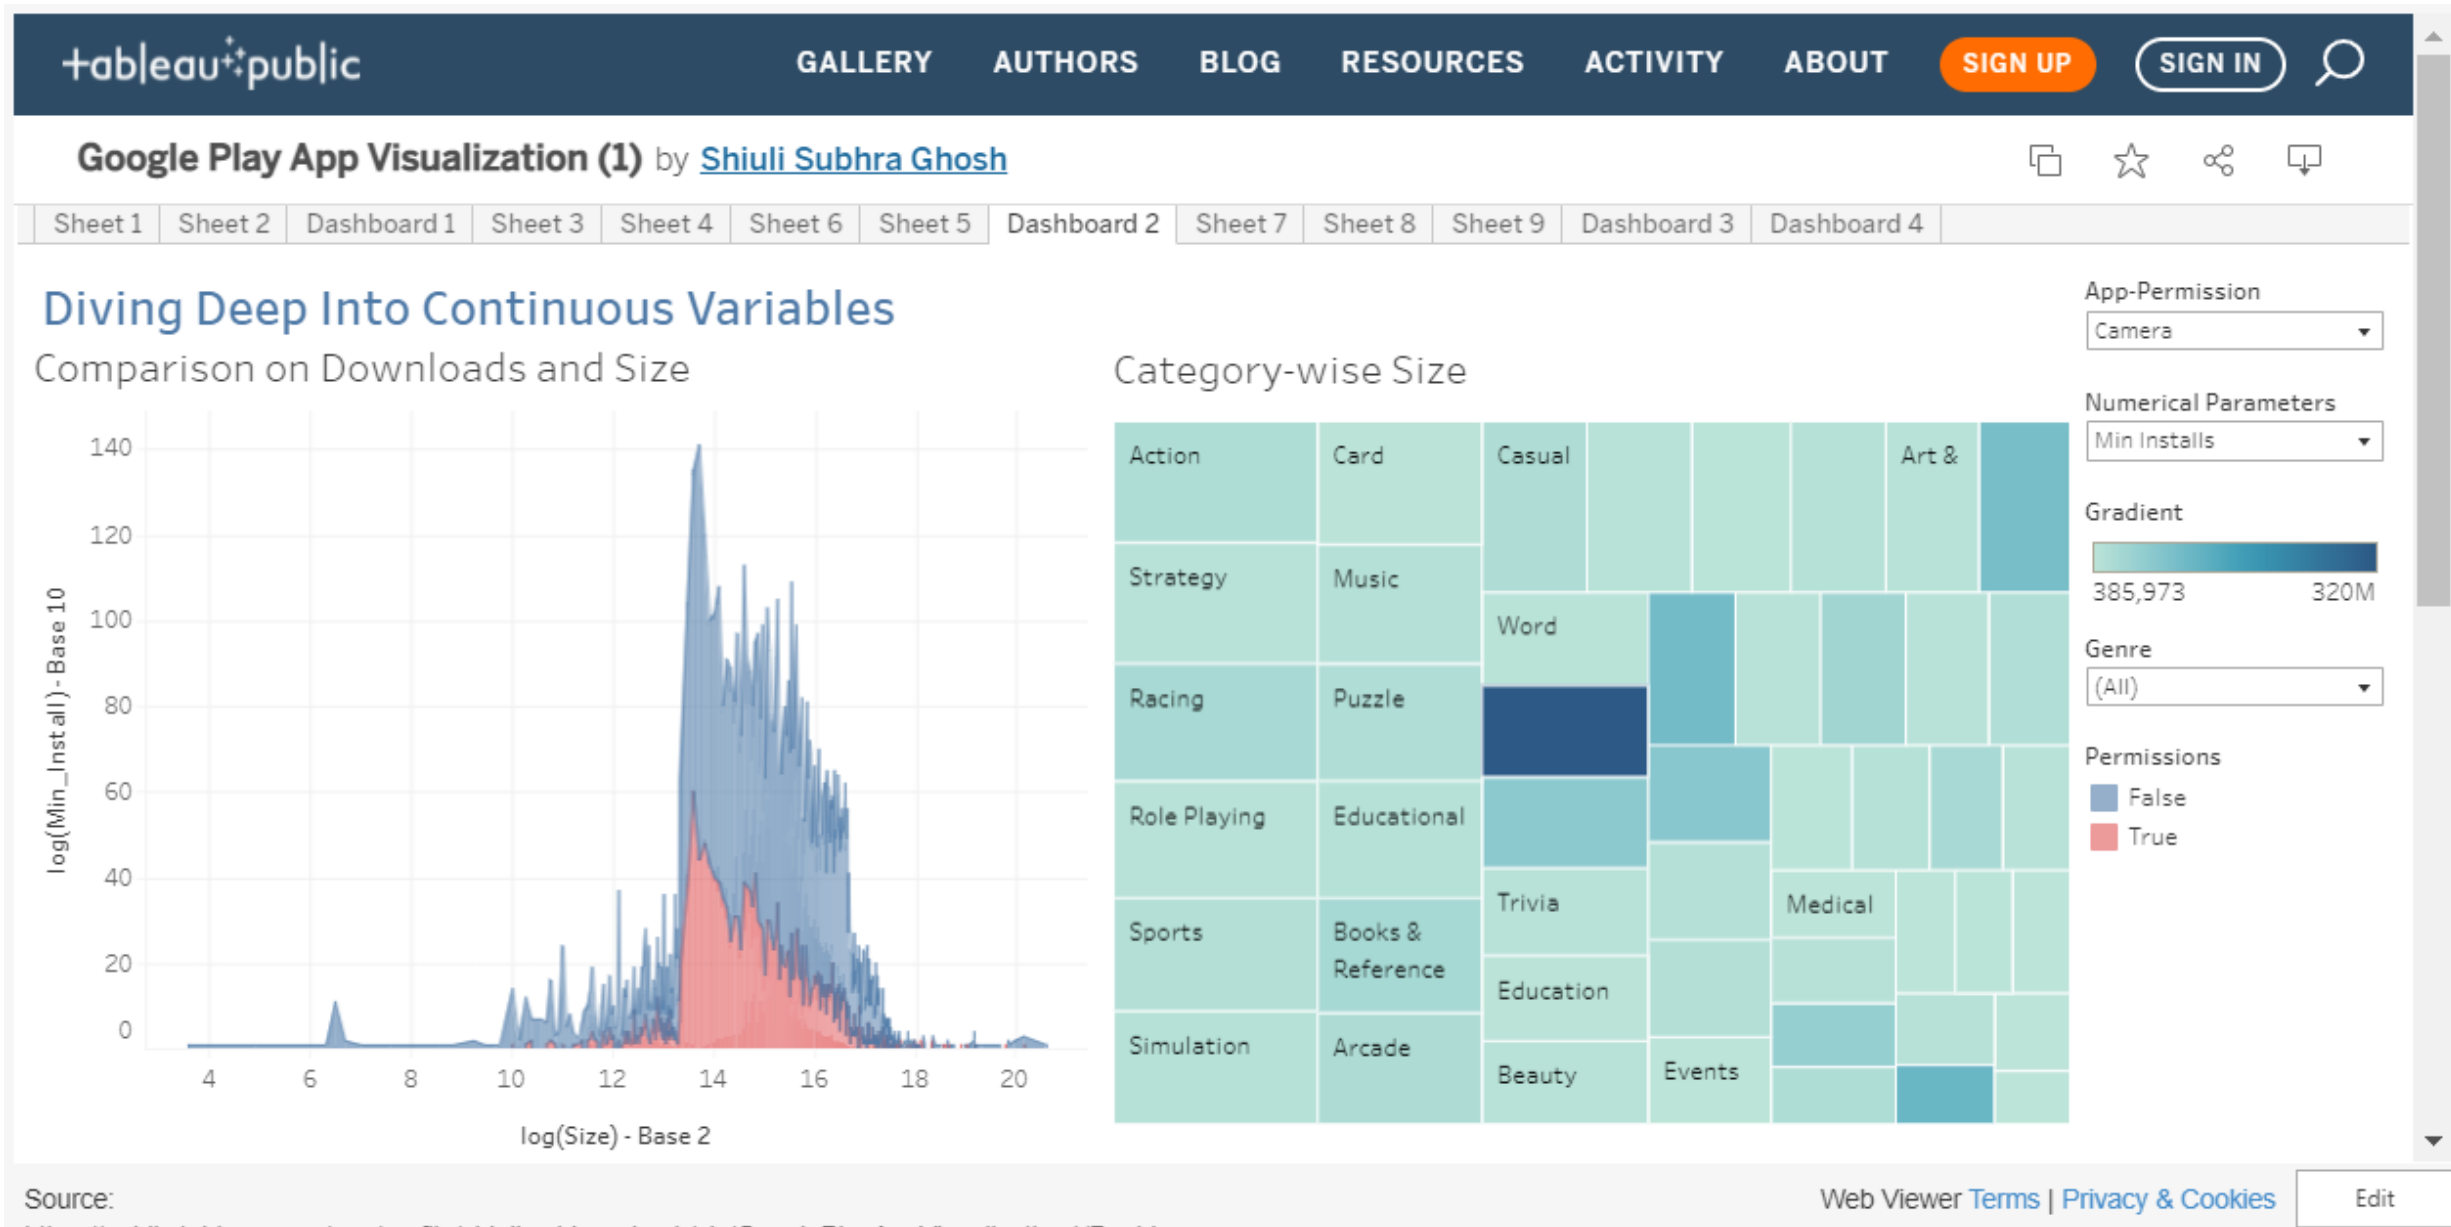 tableau public
GALLERY AUTHORS BLOG RESOURCES ACTIVITY ABOUT SIGN UP SIGN IN
Google Play App Visualization (1) by Shiuli Subhra Ghosh
Sheet 1 Sheet 2 Dashboard 1 Sheet 3 Sheet 4 Sheet 6 Sheet 5 Dashboard 2 Sheet 7 Sheet 8 Sheet 9 Dashboard 3 Dashboard 4
Diving Deep Into Continuous Variables
Comparison on Downloads and Size
log(Min_Install) - Base 10
140
120
100
80
60
40
20
0
4 6 8 10 12 14 16 18 20
log(Size) - Base 2
Category-wise Size
Action
Strategy
Racing
Role Playing
Sports
Simulation
Card
Music
Puzzle
Educational
Books &
Reference
Arcade
Casual
Art &
Word
Trivia
Education
Beauty
Events
Medical
App-Permission
Camera
Numerical Parameters
Min Installs
Gradient
385,973 320M
Genre
(All)
Permissions
False
True
Source:
Web Viewer Terms | Privacy & Cookies
Edit